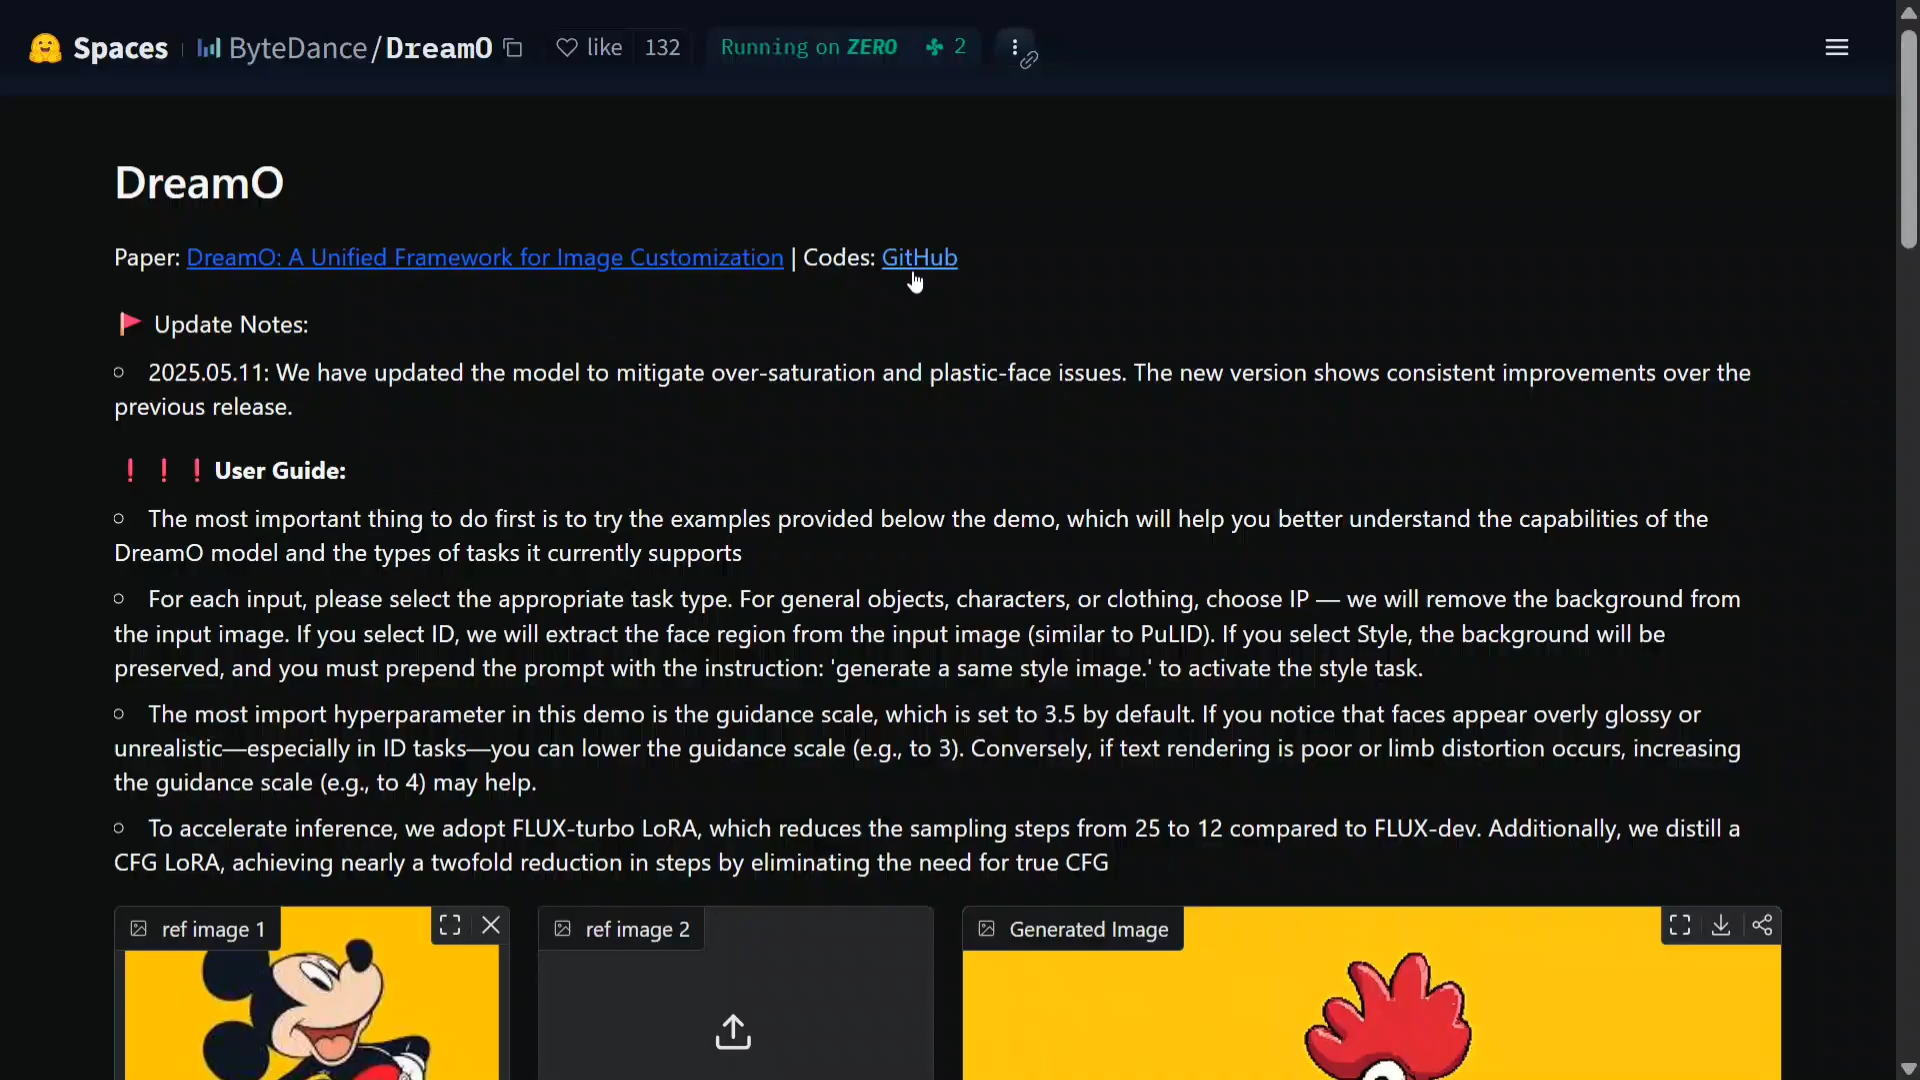 Spaces ByteDance/DreamO like 132 Running on ZERO 2
DreamO
Paper: DreamO: A Unified Framework for Image Customization | Codes: GitHub
Update Notes:
2025.05.11: We have updated the model to mitigate over-saturation and plastic-face issues. The new version shows consistent improvements over the
previous release.
❗ ❗ ❗ User Guide:
The most important thing to do first is to try the examples provided below the demo, which will help you better understand the capabilities of the
DreamO model and the types of tasks it currently supports
For each input, please select the appropriate task type. For general objects, characters, or clothing, choose IP — we will remove the background from
the input image. If you select ID, we will extract the face region from the input image (similar to PuLID). If you select Style, the background will be
preserved, and you must prepend the prompt with the instruction: 'generate a same style image.' to activate the style task.
The most import hyperparameter in this demo is the guidance scale, which is set to 3.5 by default. If you notice that faces appear overly glossy or
unrealistic—especially in ID tasks—you can lower the guidance scale (e.g., to 3). Conversely, if text rendering is poor or limb distortion occurs, increasing
the guidance scale (e.g., to 4) may help.
To accelerate inference, we adopt FLUX-turbo LoRA, which reduces the sampling steps from 25 to 12 compared to FLUX-dev. Additionally, we distill a
CFG LoRA, achieving nearly a twofold reduction in steps by eliminating the need for true CFG
ref image 1
ref image 2
Generated Image